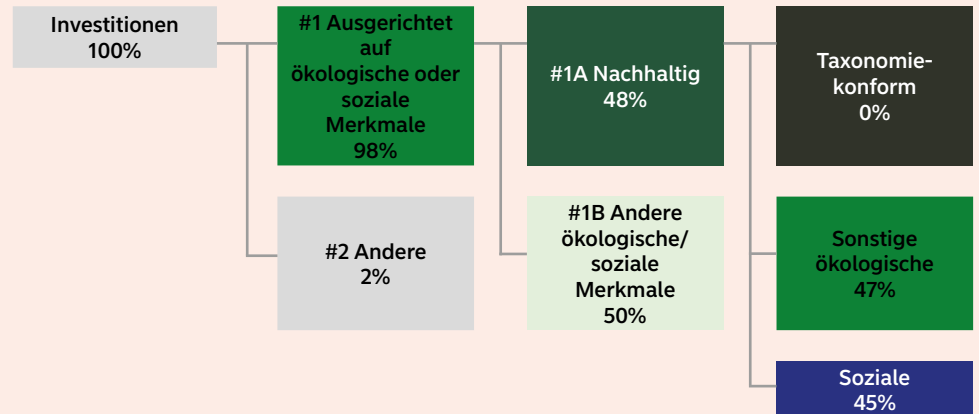 Investitionen
100%
#1 Ausgerichtet
auf
ökologische oder
soziale
Merkmale
98%
#1A Nachhaltig
48%
Taxonomie-
konform
0%
#2 Andere
2%
#1B Andere
ökologische/
soziale
Merkmale
50%
Sonstige
ökologische
47%
Soziale
45%